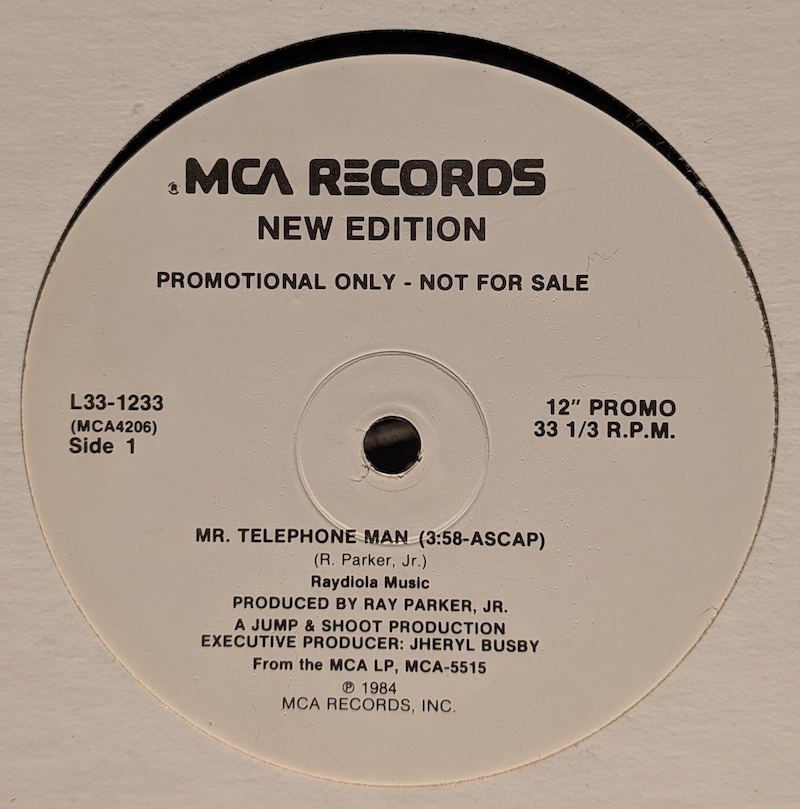 ® MCA RECORDS
NEW EDITION
PROMOTIONAL ONLY - NOT FOR SALE
L33-1233
(MCA4206)
Side 1
12" PROMO
33 1/3 R.P.M.
MR. TELEPHONE MAN (3:58-ASCAP)
(R. Parker, Jr.)
Raydiola Music
PRODUCED BY RAY PARKER, JR.
A JUMP & SHOOT PRODUCTION
EXECUTIVE PRODUCER: JHERYL BUSBY
From the MCA LP, MCA-5515
℗ 1984
MCA RECORDS, INC.